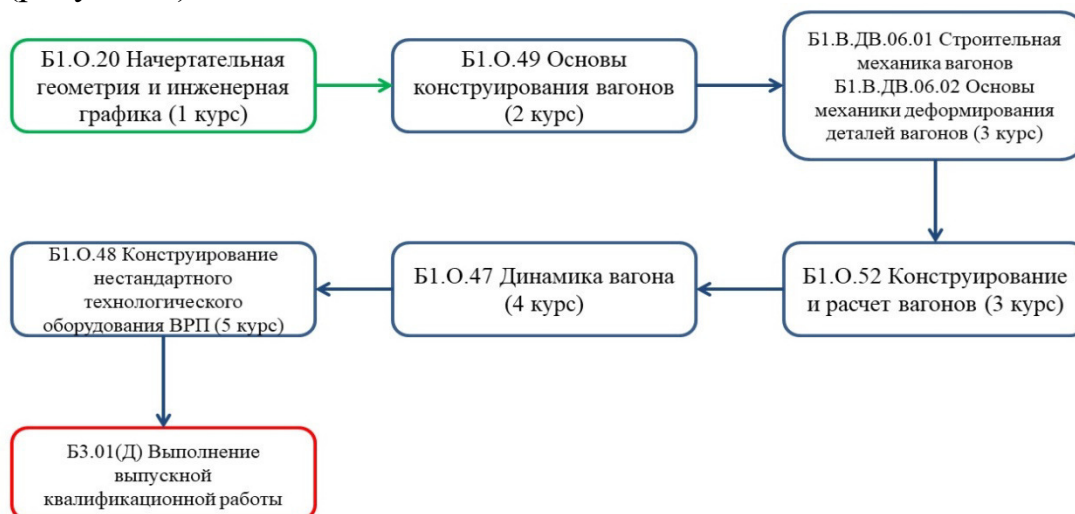 Б1.О.20 Начертательная
геометрия и инженерная
графика (1 курс)
Б1.О.49 Основы
конструирования вагонов
(2 курс)
Б1.В.ДВ.06.01 Строительная
механика вагонов
Б1.В.ДВ.06.02 Основы
механики деформирования
деталей вагонов (3 курс)
Б1.О.48 Конструирование
нестандартного
технологического
оборудования ВРП (5 курс)
Б1.О.47 Динамика вагона
(4 курс)
Б1.О.52 Конструирование
и расчет вагонов (3 курс)
Б3.01(Д) Выполнение
выпускной
квалификационной работы